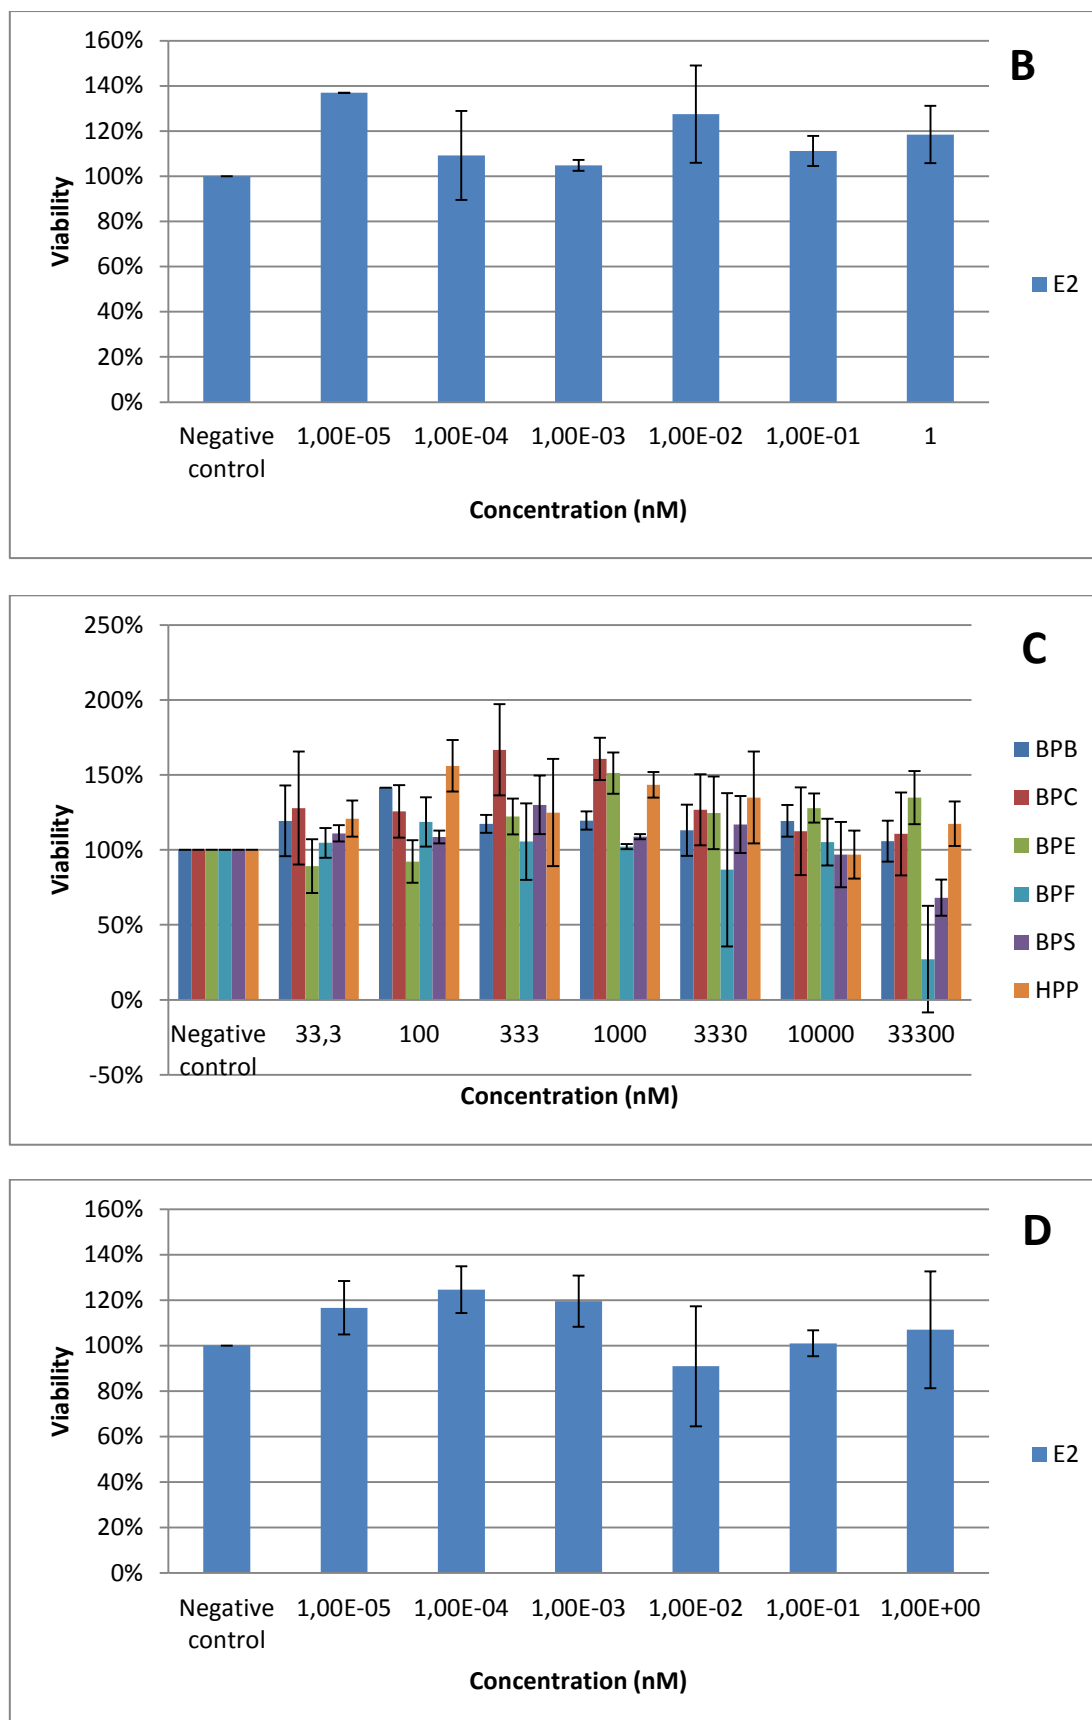 B
160%
140%
120%
100%
80%
60%
40%
20%
0%
Viability
Negative control
1,00E-05
1,00E-04
1,00E-03
1,00E-02
1,00E-01
1
Concentration (nM)
E2
C
250%
200%
150%
100%
50%
0%
-50%
Viability
Negative control
33,3
100
333
1000
3330
10000
33300
Concentration (nM)
BPB
BPC
BPE
BPF
BPS
HPP
D
160%
140%
120%
100%
80%
60%
40%
20%
0%
Viability
Negative control
1,00E-05
1,00E-04
1,00E-03
1,00E-02
1,00E-01
1,00E+00
Concentration (nM)
E2